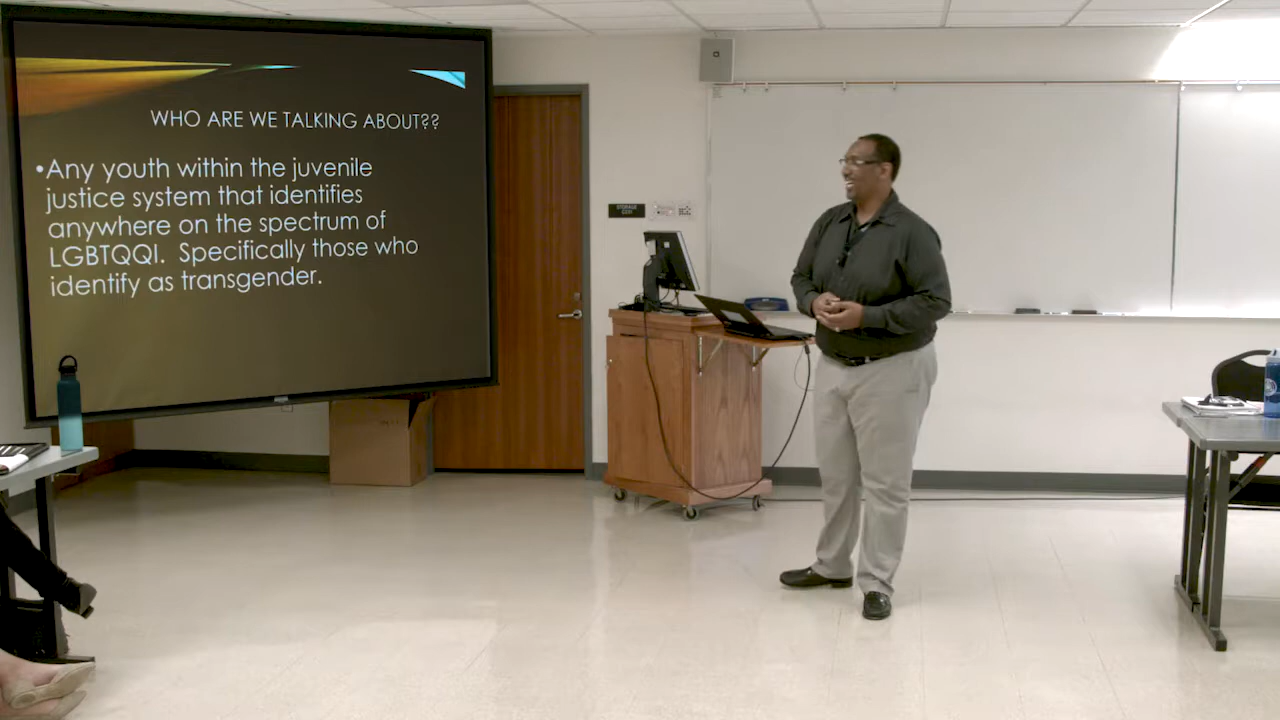 WHO ARE WE TALKING ABOUT??
•Any youth within the juvenile
justice system that identifies
anywhere on the spectrum of
LGBTQQI.  Specifically those who
identify as transgender.
STORAGE